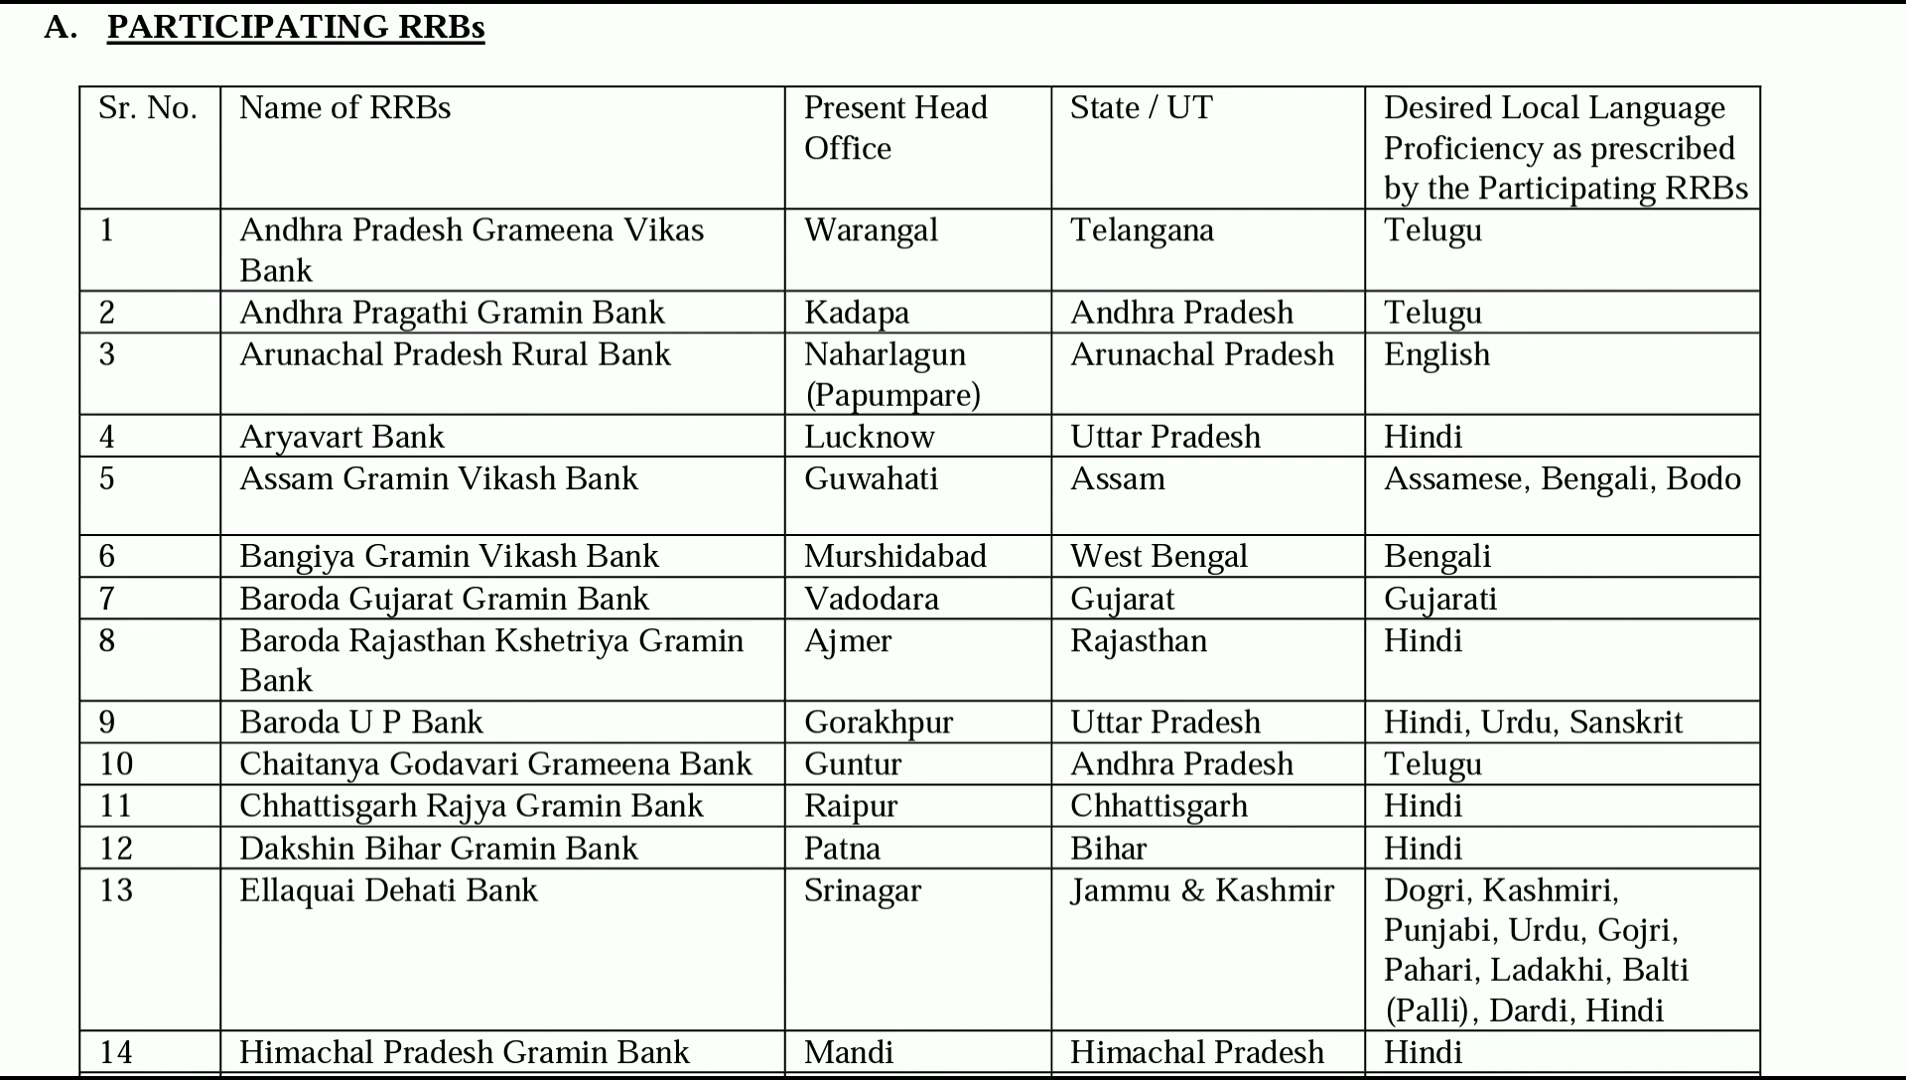 A. PARTICIPATING RRBs
Sr. No. Name of RRBs Present Head Office State / UT Desired Local Language Proficiency as prescribed by the Participating RRBs
1 Andhra Pradesh Grameena Vikas Bank Warangal Telangana Telugu
2 Andhra Pragathi Gramin Bank Kadapa Andhra Pradesh Telugu
3 Arunachal Pradesh Rural Bank Naharlagun (Papumpare) Arunachal Pradesh English
4 Aryavart Bank Lucknow Uttar Pradesh Hindi
5 Assam Gramin Vikash Bank Guwahati Assam Assamese, Bengali, Bodo
6 Bangiya Gramin Vikash Bank Murshidabad West Bengal Bengali
7 Baroda Gujarat Gramin Bank Vadodara Gujarat Gujarati
8 Baroda Rajasthan Kshetriya Gramin Bank Ajmer Rajasthan Hindi
9 Baroda U P Bank Gorakhpur Uttar Pradesh Hindi, Urdu, Sanskrit
10 Chaitanya Godavari Grameena Bank Guntur Andhra Pradesh Telugu
11 Chhattisgarh Rajya Gramin Bank Raipur Chhattisgarh Hindi
12 Dakshin Bihar Gramin Bank Patna Bihar Hindi
13 Ellaquai Dehati Bank Srinagar Jammu & Kashmir Dogri, Kashmiri, Punjabi, Urdu, Gojri, Pahari, Ladakhi, Balti (Palli), Dardi, Hindi
14 Himachal Pradesh Gramin Bank Mandi Himachal Pradesh Hindi